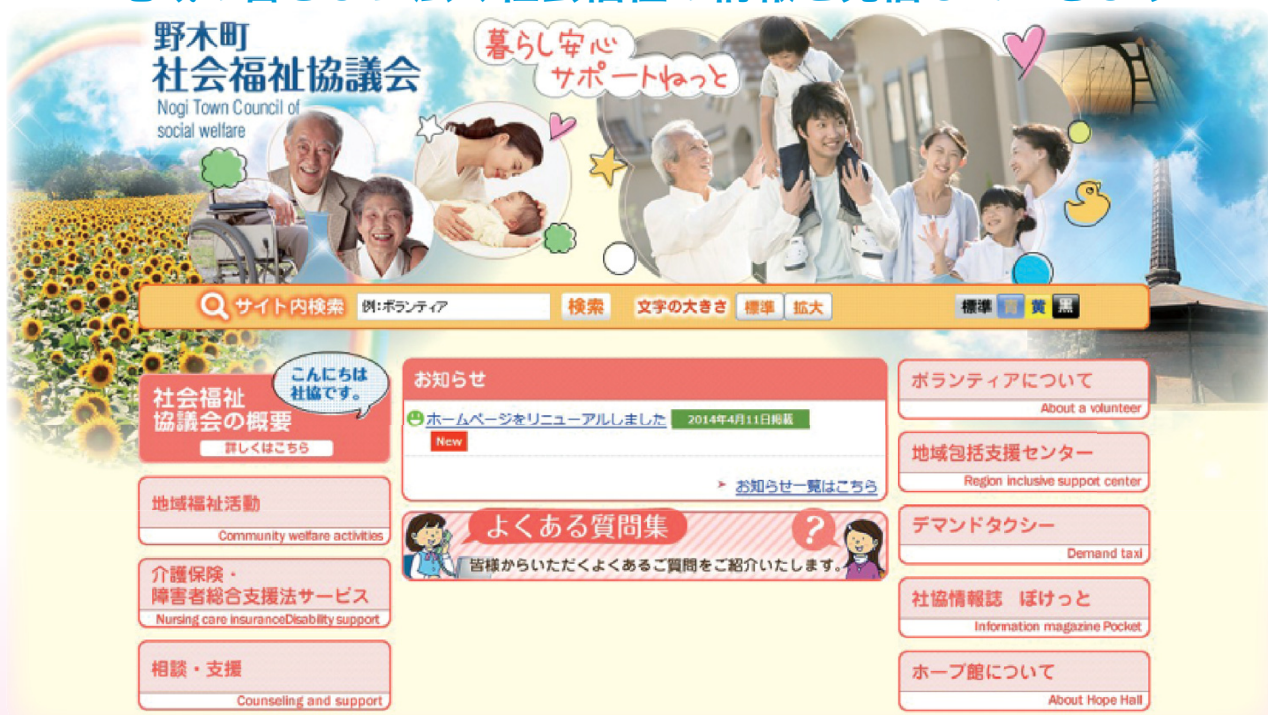 野木町
社会福祉協議会
Nogi Town Council of
social welfare
暮らし安心
サポートねっと
サイト内検索
例:ボランティア
検索
文字の大きさ
標準
拡大
標準
青
黄
黒
こんにちは
社協です。
社会福祉
協議会の概要
詳しくはこちら
地域福祉活動
Community welfare activities
介護保険・
障害者総合支援法サービス
Nursing care insuranceDisability support
相談・支援
Counseling and support
お知らせ
ホームページをリニューアルしました 2014年4月11日掲載
New
お知らせ一覧はこちら
よくある質問集
?
皆様からいただくよくあるご質問をご紹介いたします。
ボランティアについて
About a volunteer
地域包括支援センター
Region inclusive support center
デマンドタクシー
Demand taxi
社協情報誌 ぽけっと
Information magazine Pocket
ホープ館について
About Hope Hall